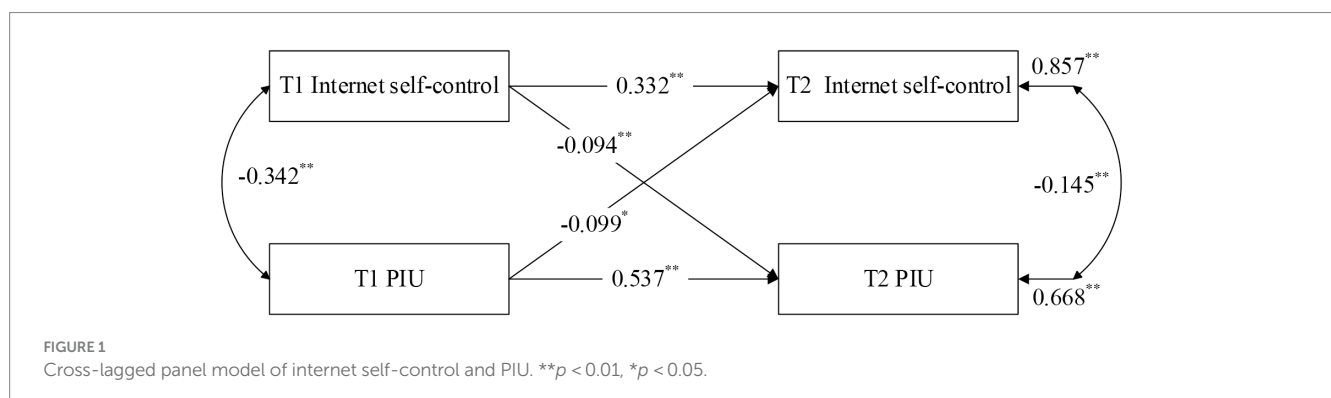 T1 Internet self-control
0.332**
T2 Internet self-control
0.857**
-0.094**
-0.342**
-0.145**
-0.099*
T1 PIU
0.537**
T2 PIU
0.668**
FIGURE 1
Cross-lagged panel model of internet self-control and PIU. **p < 0.01, *p < 0.05.